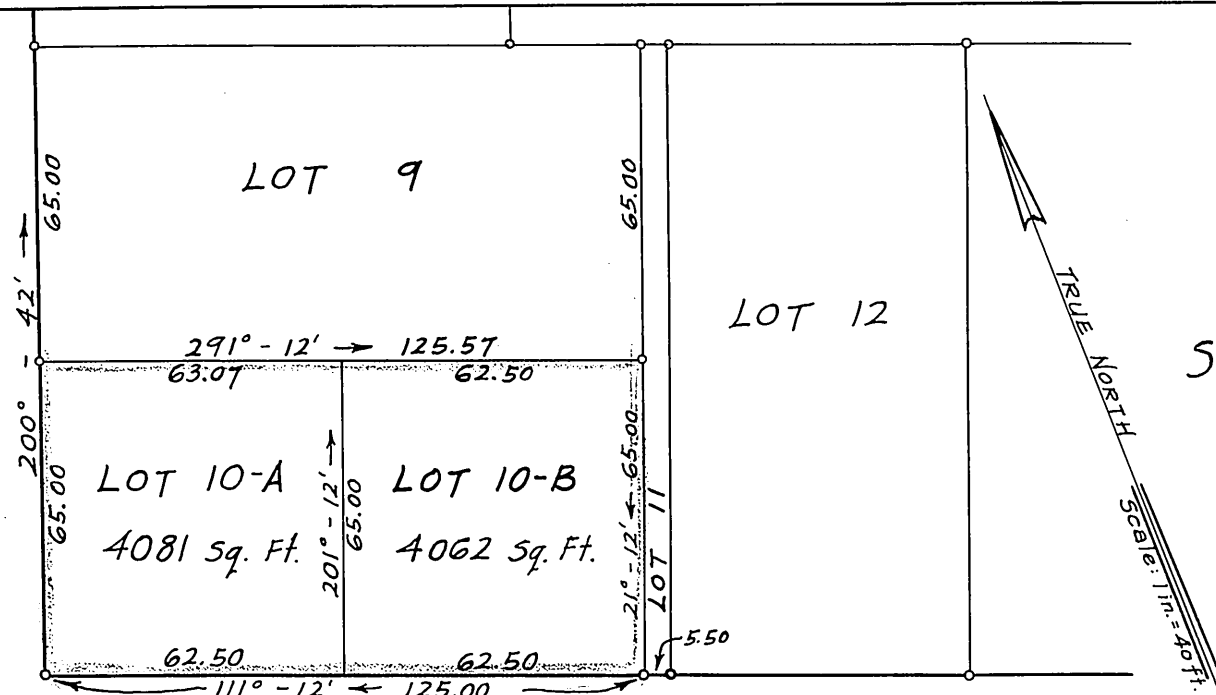 LOT 9
65.00
65.00
200° - 42' →
291° - 12' → 125.57
63.07
62.50
LOT 12
TRUE NORTH
Scale: 1 in. = 40 ft.
S
LOT 10-A
4081 Sq. Ft.
65.00
201° - 12' →
65.00
LOT 10-B
4062 Sq. Ft.
21° - 12' ← 65.00
LOT 11
5.50
62.50
62.50
111° - 12' ← 125.00